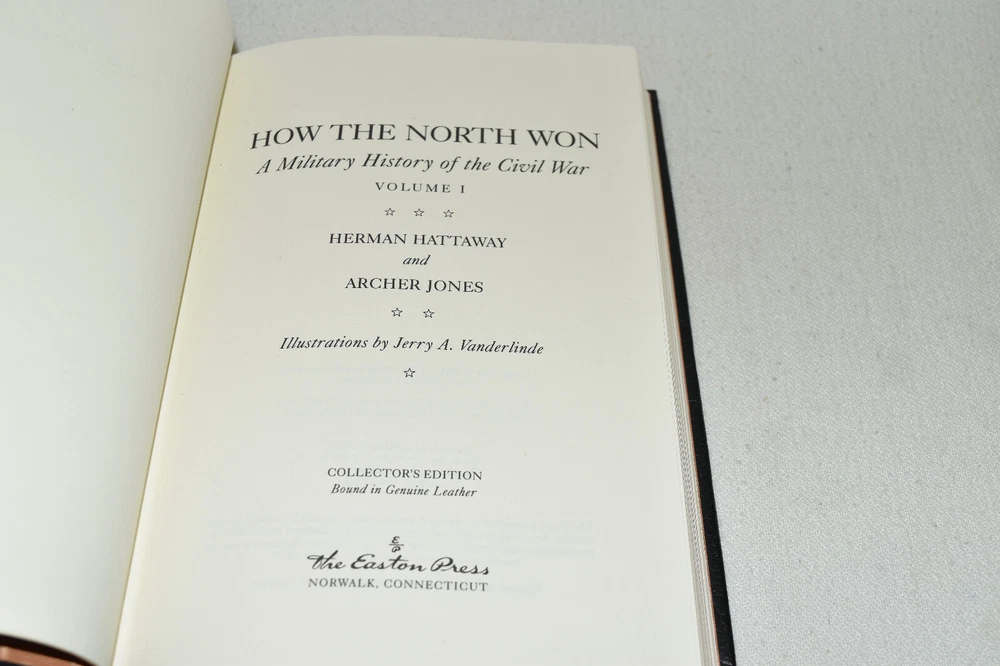 HOW THE NORTH WON
A Military History of the Civil War
VOLUME I
☆ ☆ ☆
HERMAN HATTAWAY
and
ARCHER JONES
☆ ☆
Illustrations by Jerry A. Vanderlinde
☆
COLLECTOR'S EDITION
Bound in Genuine Leather
E
P
The Easton Press
NORWALK, CONNECTICUT